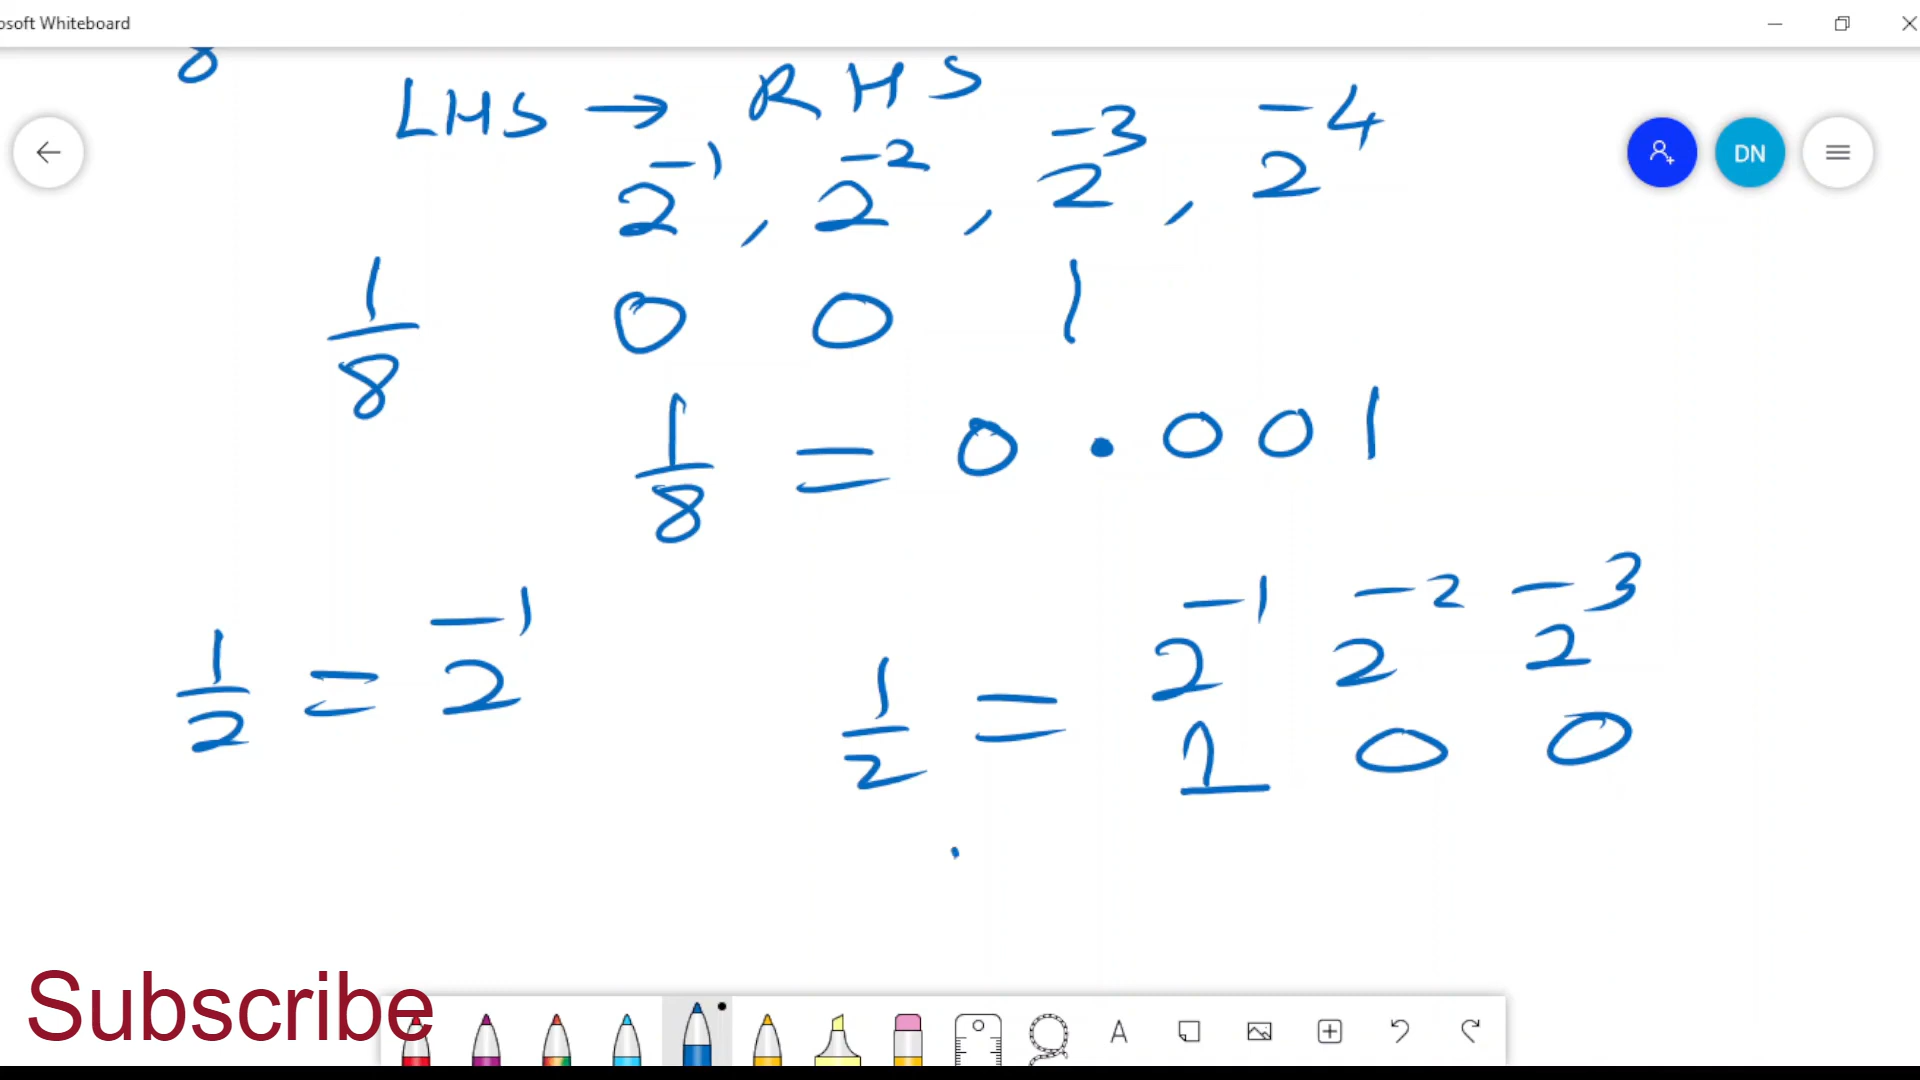 osoft Whiteboard
8
LHS → RHS
2^-1 , 2^-2 , 2^-3 , 2^-4
DN
1/8 0 0 1
1/8 = 0.001
1/2 = 2^-1
2^-1 2^-2 2^-3
1/2 = 1 0 0
.
Subscribe
A